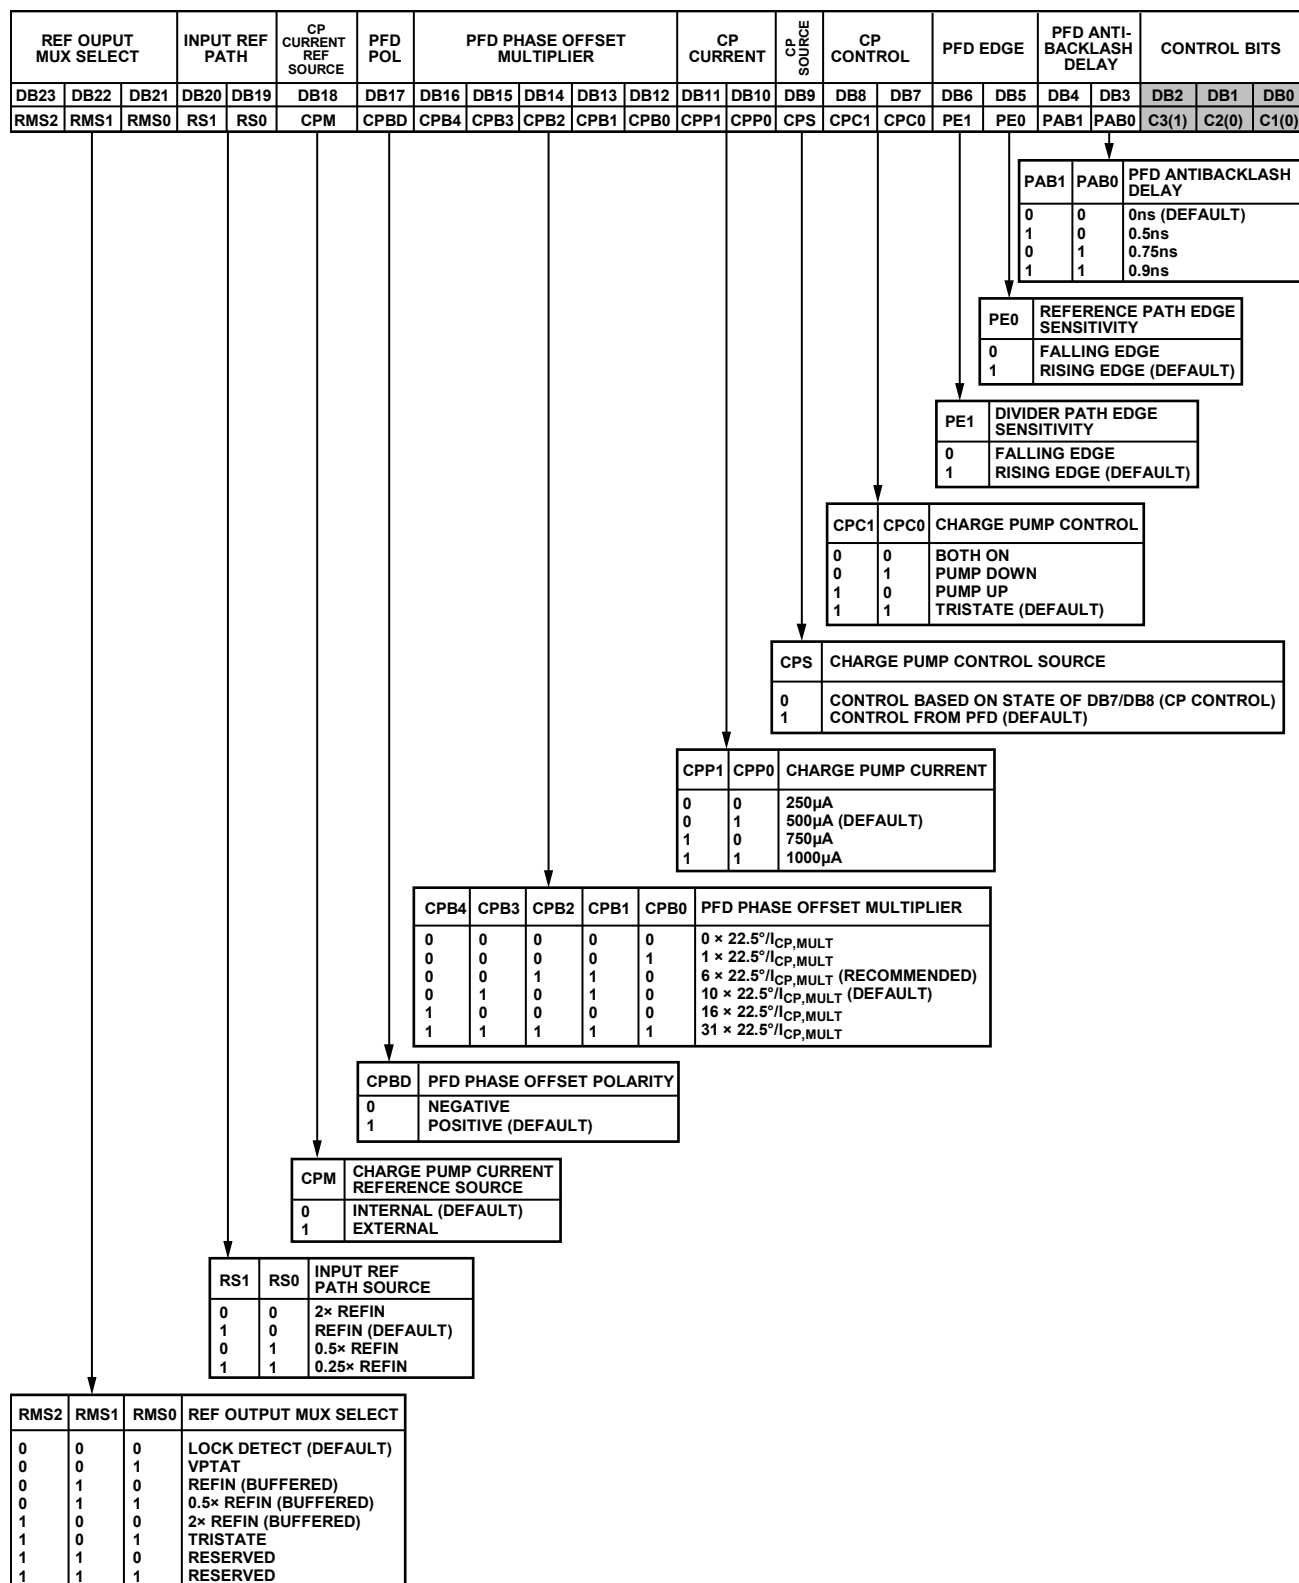 REF OUPUT MUX SELECT | INPUT REF PATH | CP CURRENT REF SOURCE | PFD POL | PFD PHASE OFFSET MULTIPLIER | CP CURRENT | CP SOURCE | CP CONTROL | PFD EDGE | PFD ANTI-BACKLASH DELAY | CONTROL BITS
DB23 DB22 DB21 DB20 DB19 DB18 DB17 DB16 DB15 DB14 DB13 DB12 DB11 DB10 DB9 DB8 DB7 DB6 DB5 DB4 DB3 DB2 DB1 DB0
RMS2 RMS1 RMS0 RS1 RS0 CPM CPBD CPB4 CPB3 CPB2 CPB1 CPB0 CPP1 CPP0 CPS CPC1 CPC0 PE1 PE0 PAB1 PAB0 C3(1) C2(0) C1(0)
PAB1 PAB0 PFD ANTIBACKLASH DELAY
0 0 0ns (DEFAULT)
1 0 0.5ns
0 1 0.75ns
1 1 0.9ns
PE0 REFERENCE PATH EDGE SENSITIVITY
0 FALLING EDGE
1 RISING EDGE (DEFAULT)
PE1 DIVIDER PATH EDGE SENSITIVITY
0 FALLING EDGE
1 RISING EDGE (DEFAULT)
CPC1 CPC0 CHARGE PUMP CONTROL
0 0 BOTH ON
0 1 PUMP DOWN
1 0 PUMP UP
1 1 TRISTATE (DEFAULT)
CPS CHARGE PUMP CONTROL SOURCE
0 CONTROL BASED ON STATE OF DB7/DB8 (CP CONTROL)
1 CONTROL FROM PFD (DEFAULT)
CPP1 CPP0 CHARGE PUMP CURRENT
0 0 250µA
0 1 500µA (DEFAULT)
1 0 750µA
1 1 1000µA
CPB4 CPB3 CPB2 CPB1 CPB0 PFD PHASE OFFSET MULTIPLIER
0 0 0 0 0 0 × 22.5°/ICP,MULT
0 0 0 0 1 1 × 22.5°/ICP,MULT
0 0 1 1 0 6 × 22.5°/ICP,MULT (RECOMMENDED)
0 1 0 1 0 10 × 22.5°/ICP,MULT (DEFAULT)
1 0 0 0 0 16 × 22.5°/ICP,MULT
1 1 1 1 1 31 × 22.5°/ICP,MULT
CPBD PFD PHASE OFFSET POLARITY
0 NEGATIVE
1 POSITIVE (DEFAULT)
CPM CHARGE PUMP CURRENT REFERENCE SOURCE
0 INTERNAL (DEFAULT)
1 EXTERNAL
RS1 RS0 INPUT REF PATH SOURCE
0 0 2× REFIN
1 0 REFIN (DEFAULT)
0 1 0.5× REFIN
1 1 0.25× REFIN
RMS2 RMS1 RMS0 REF OUTPUT MUX SELECT
0 0 0 LOCK DETECT (DEFAULT)
0 0 1 VPTAT
0 1 0 REFIN (BUFFERED)
0 1 1 0.5× REFIN (BUFFERED)
1 0 0 2× REFIN (BUFFERED)
1 0 1 TRISTATE
1 1 0 RESERVED
1 1 1 RESERVED